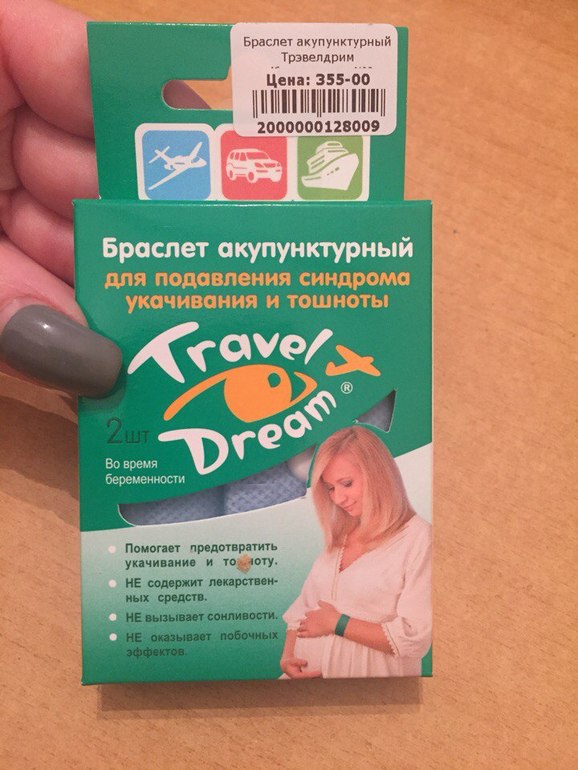 Браслет акупунктурный
Трэвелдрим
Цена: 355-00
2000000128009
Браслет акупунктурный
для подавления синдрома
укачивания и тошноты
Travel
Dream®
2шт
Во время
беременности
Помогает предотвратить
укачивание и тошноту.
НЕ содержит лекарствен-
ных средств.
НЕ вызывает сонливости.
НЕ оказывает побочных
эффектов.